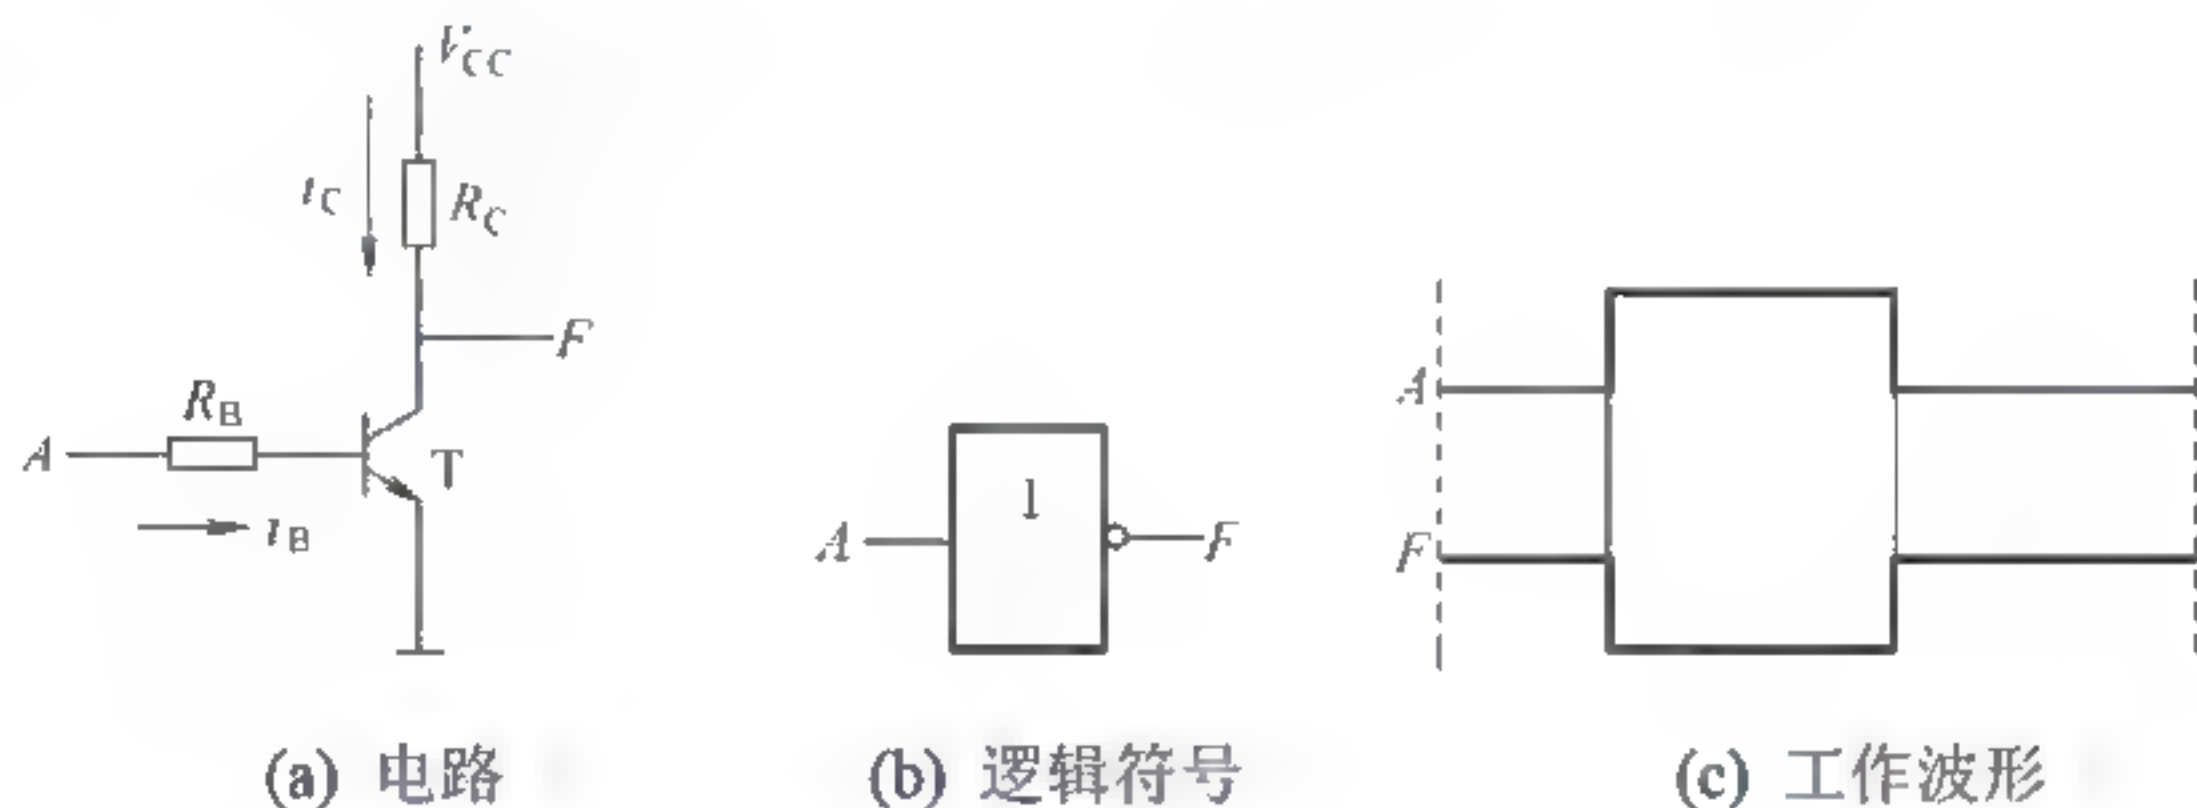 V_CC
i_C
R_C
F
R_B
A
T
i_B
1
A
F
A
F
(a) 电路
(b) 逻辑符号
(c) 工作波形